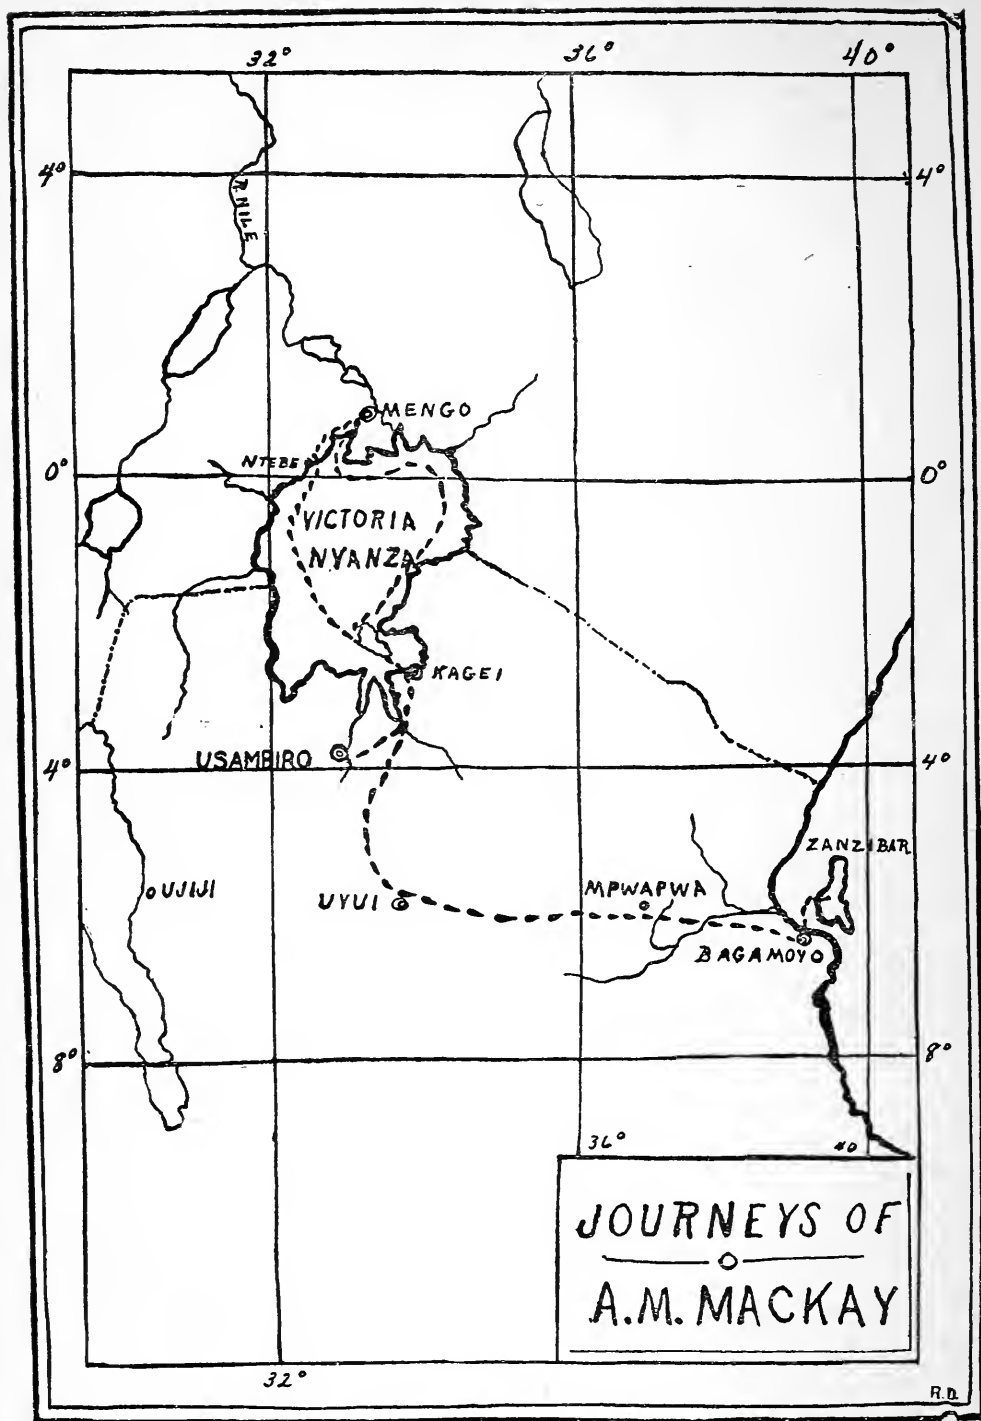 32° 36° 40°
4° 4°
R. NILE
MENGO
NTEBE
0° 0°
VICTORIA
NYANZA
KAGEI
USAMBIRO
4° 4°
ZANZIBAR
UJIJI
MPWAPWA
UYUI
BAGAMOYO
8° 8°
36° 40
JOURNEYS OF
A.M. MACKAY
32°
R.D.